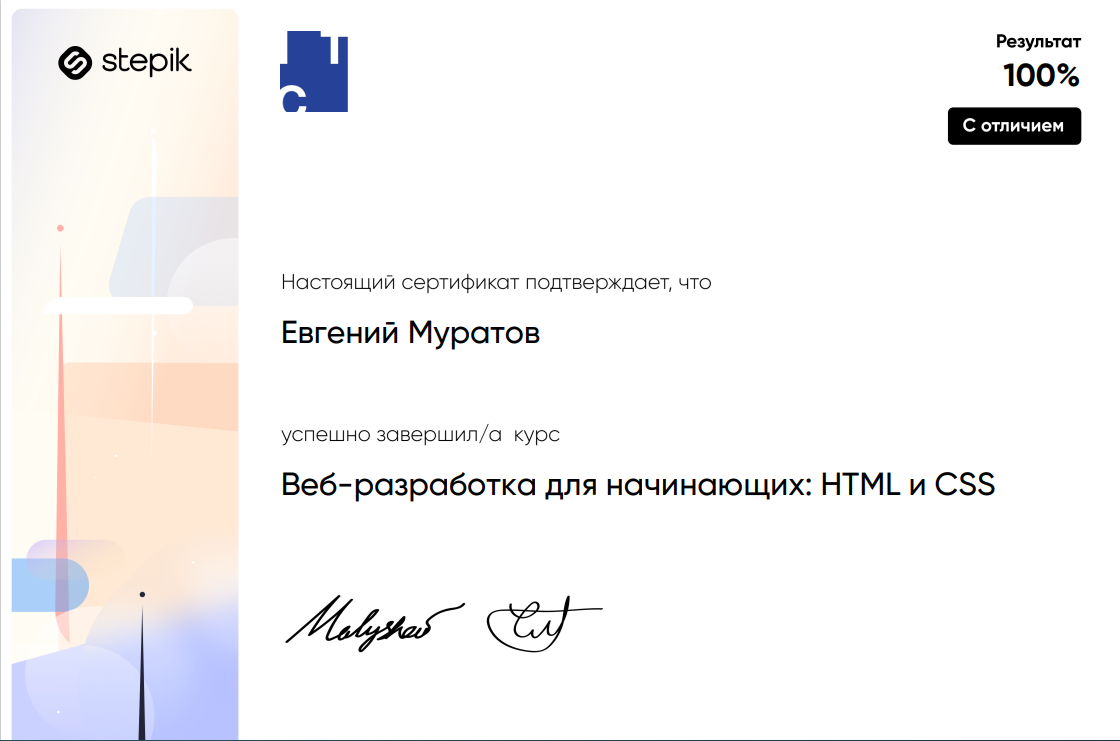 stepik
С
Результат
100%
С отличием
Настоящий сертификат подтверждает, что
Евгений Муратов
успешно завершил/а курс
Веб-разработка для начинающих: HTML и CSS